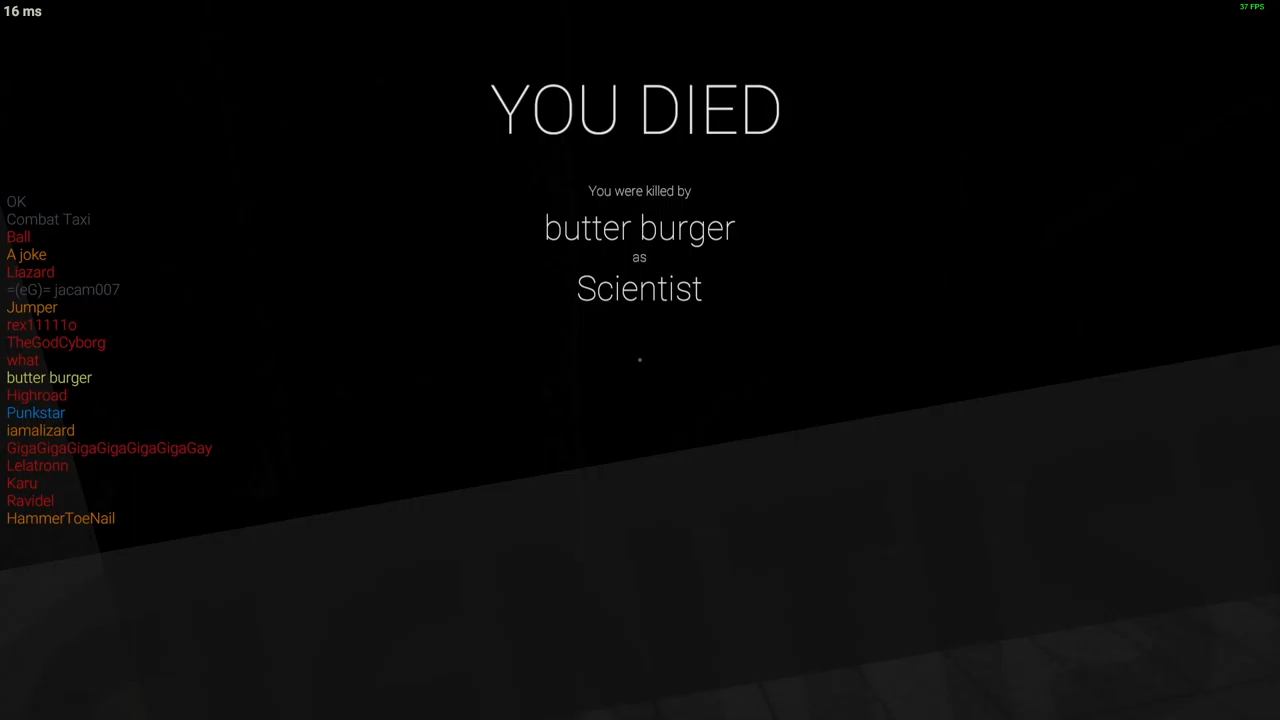 16 ms
37 FPS
YOU DIED
You were killed by
butter burger
as
Scientist
OK
Combat Taxi
Ball
A joke
Liazard
=(eG)= jacam007
Jumper
rex11111o
TheGodCyborg
what
butter burger
Highroad
Punkstar
iamalizard
GigaGigaGigaGigaGigaGigaGay
Lelatronn
Karu
Ravidel
HammerToeNail